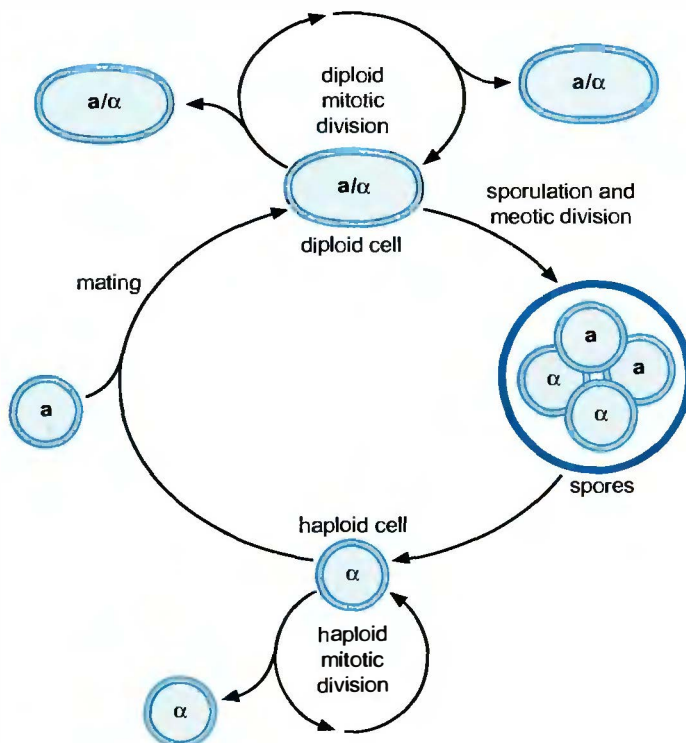 a/α
a/α
diploid
mitotic
division
a/α
diploid cell
sporulation and
meotic division
mating
a
a
α
a
α
spores
haploid cell
α
haploid
mitotic
division
α